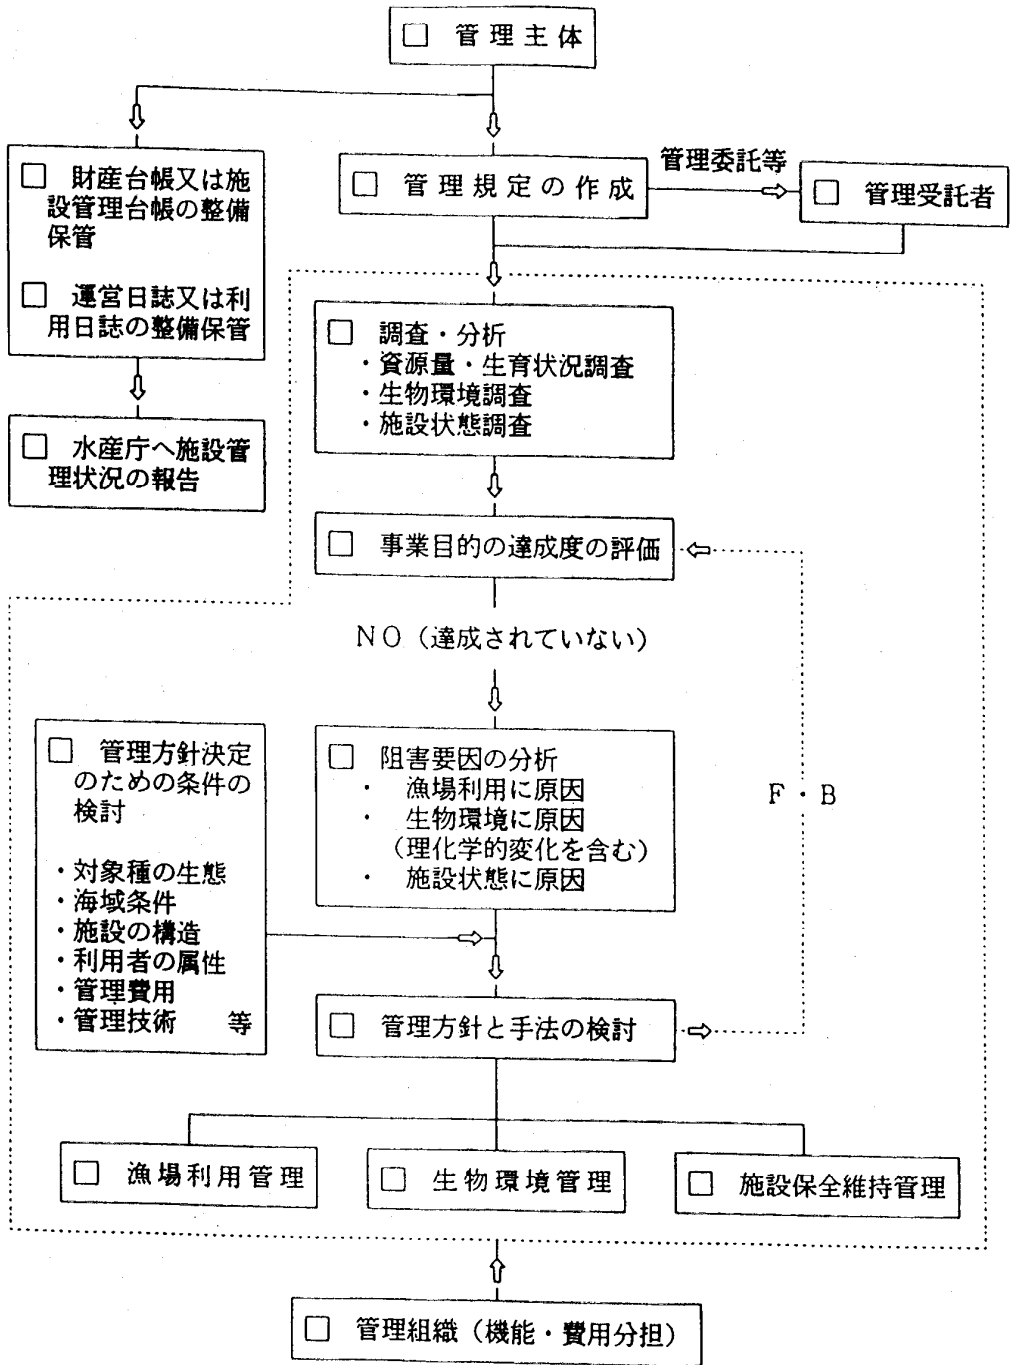 □ 管理主体
□ 財産台帳又は施
設管理台帳の整備
保管
□ 運営日誌又は利
用日誌の整備保管
□ 管理規定の作成
管理委託等
□ 管理受託者
□ 水産庁へ施設管
理状況の報告
□ 調査・分析
・資源量・生育状況調査
・生物環境調査
・施設状態調査
□ 事業目的の達成度の評価
NO（達成されていない）
□ 管理方針決定
のための条件の
検討
・対象種の生態
・海域条件
・施設の構造
・利用者の属性
・管理費用
・管理技術 等
□ 阻害要因の分析
・ 漁場利用に原因
・ 生物環境に原因
（理化学的変化を含む）
・ 施設状態に原因
F・B
□ 管理方針と手法の検討
□ 漁場利用管理
□ 生物環境管理
□ 施設保全維持管理
□ 管理組織（機能・費用分担）